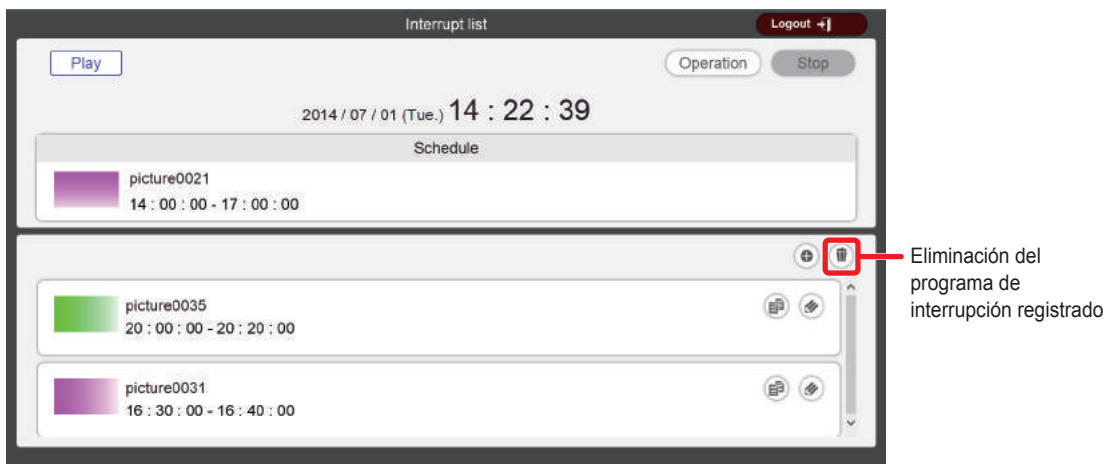 Interrupt list
Logout
Play
Operation
Stop
2014 / 07 / 01 (Tue.) 14 : 22 : 39
Schedule
picture0021
14 : 00 : 00 - 17 : 00 : 00
Eliminación del
programa de
interrupción registrado
picture0035
20 : 00 : 00 - 20 : 20 : 00
picture0031
16 : 30 : 00 - 16 : 40 : 00